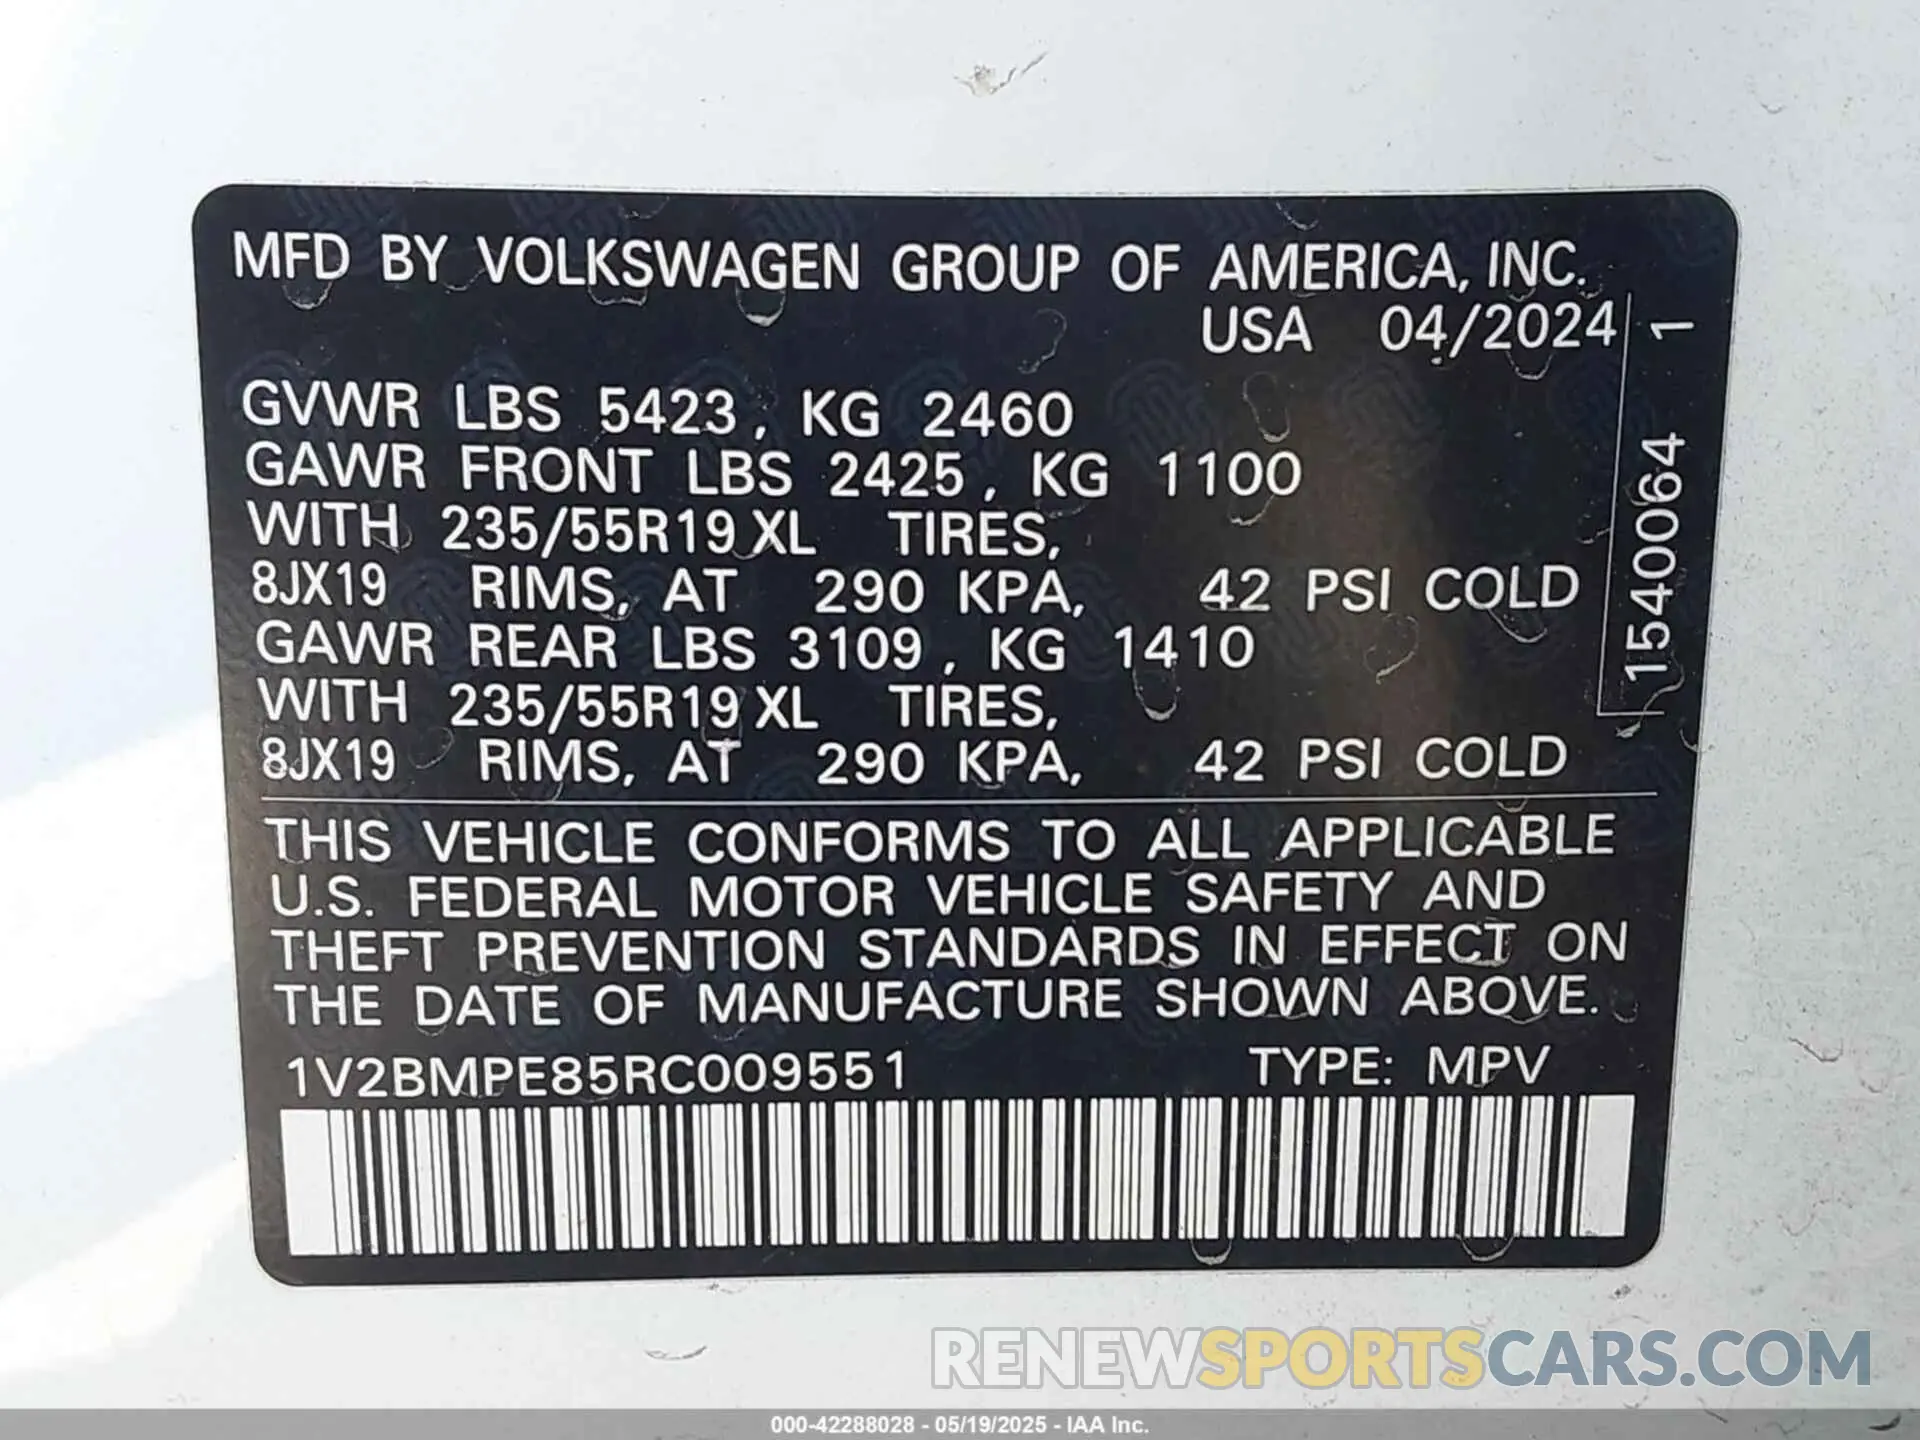 MFD BY VOLKSWAGEN GROUP OF AMERICA, INC.
USA 04/2024
GVWR LBS 5423, KG 2460
GAWR FRONT LBS 2425, KG 1100
WITH 235/55R19 XL TIRES,
8JX19 RIMS, AT 290 KPA, 42 PSI COLD
GAWR REAR LBS 3109, KG 1410
WITH 235/55R19 XL TIRES,
8JX19 RIMS, AT 290 KPA, 42 PSI COLD
1540064 1
THIS VEHICLE CONFORMS TO ALL APPLICABLE
U.S. FEDERAL MOTOR VEHICLE SAFETY AND
THEFT PREVENTION STANDARDS IN EFFECT ON
THE DATE OF MANUFACTURE SHOWN ABOVE.
1V2BMPE85RC009551 TYPE: MPV
RENEWSPORTSCARS.COM
000-42288028 - 05/19/2025 - IAA Inc.